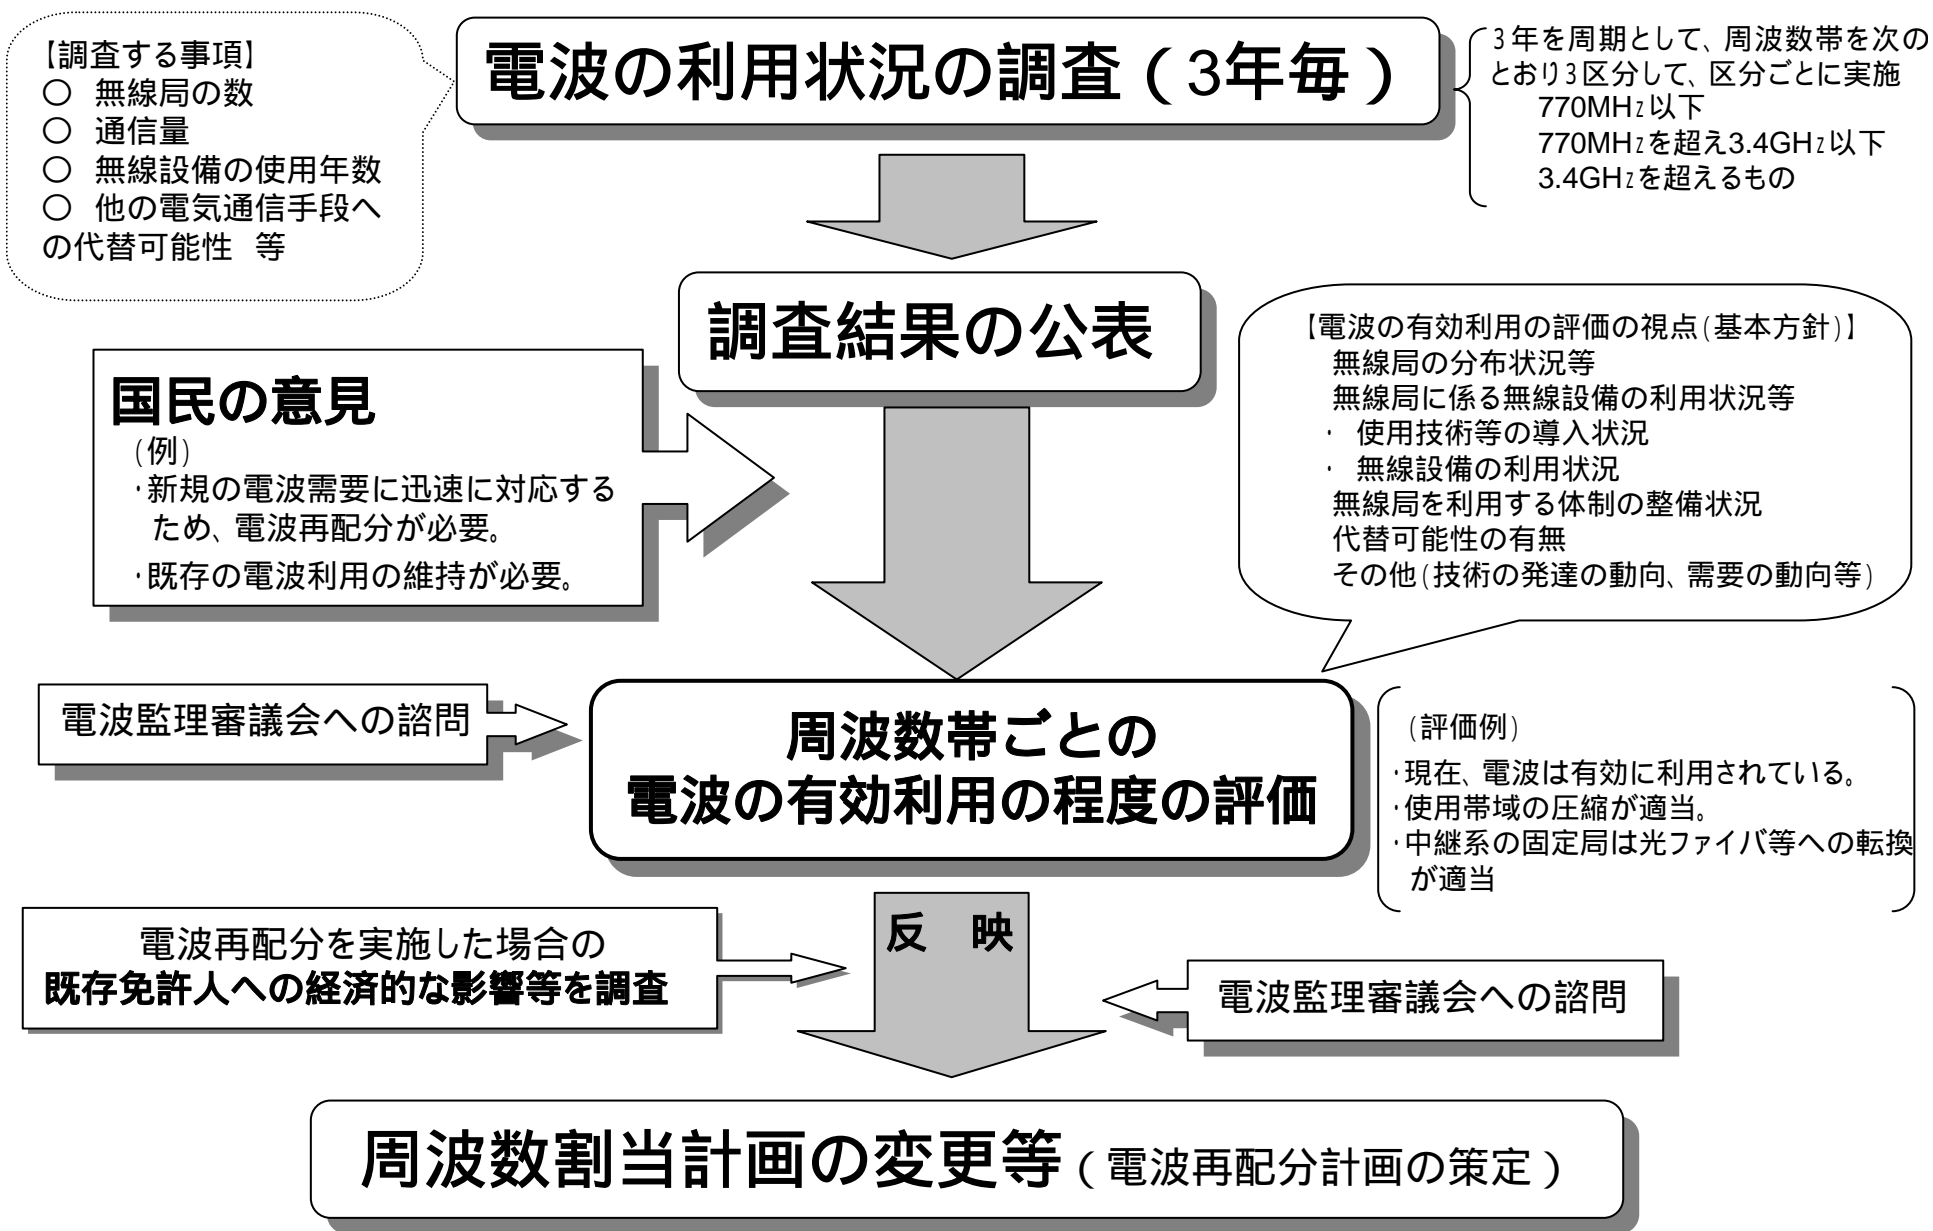 【調査する事項】
○ 無線局の数
○ 通信量
○ 無線設備の使用年数
○ 他の電気通信手段へ
の代替可能性 等
電波の利用状況の調査（3年毎）
3年を周期として、周波数帯を次の
とおり3区分して、区分ごとに実施
770MHz以下
770MHzを超え3.4GHz以下
3.4GHzを超えるもの
調査結果の公表
国民の意見
(例)
・新規の電波需要に迅速に対応する
ため、電波再配分が必要。
・既存の電波利用の維持が必要。
【電波の有効利用の評価の視点(基本方針)】
無線局の分布状況等
無線局に係る無線設備の利用状況等
・ 使用技術等の導入状況
・ 無線設備の利用状況
無線局を利用する体制の整備状況
代替可能性の有無
その他(技術の発達の動向、需要の動向等)
電波監理審議会への諮問
周波数帯ごとの
電波の有効利用の程度の評価
(評価例)
・現在、電波は有効に利用されている。
・使用帯域の圧縮が適当。
・中継系の固定局は光ファイバ等への転換
が適当
反 映
電波再配分を実施した場合の
既存免許人への経済的な影響等を調査
電波監理審議会への諮問
周波数割当計画の変更等（電波再配分計画の策定）